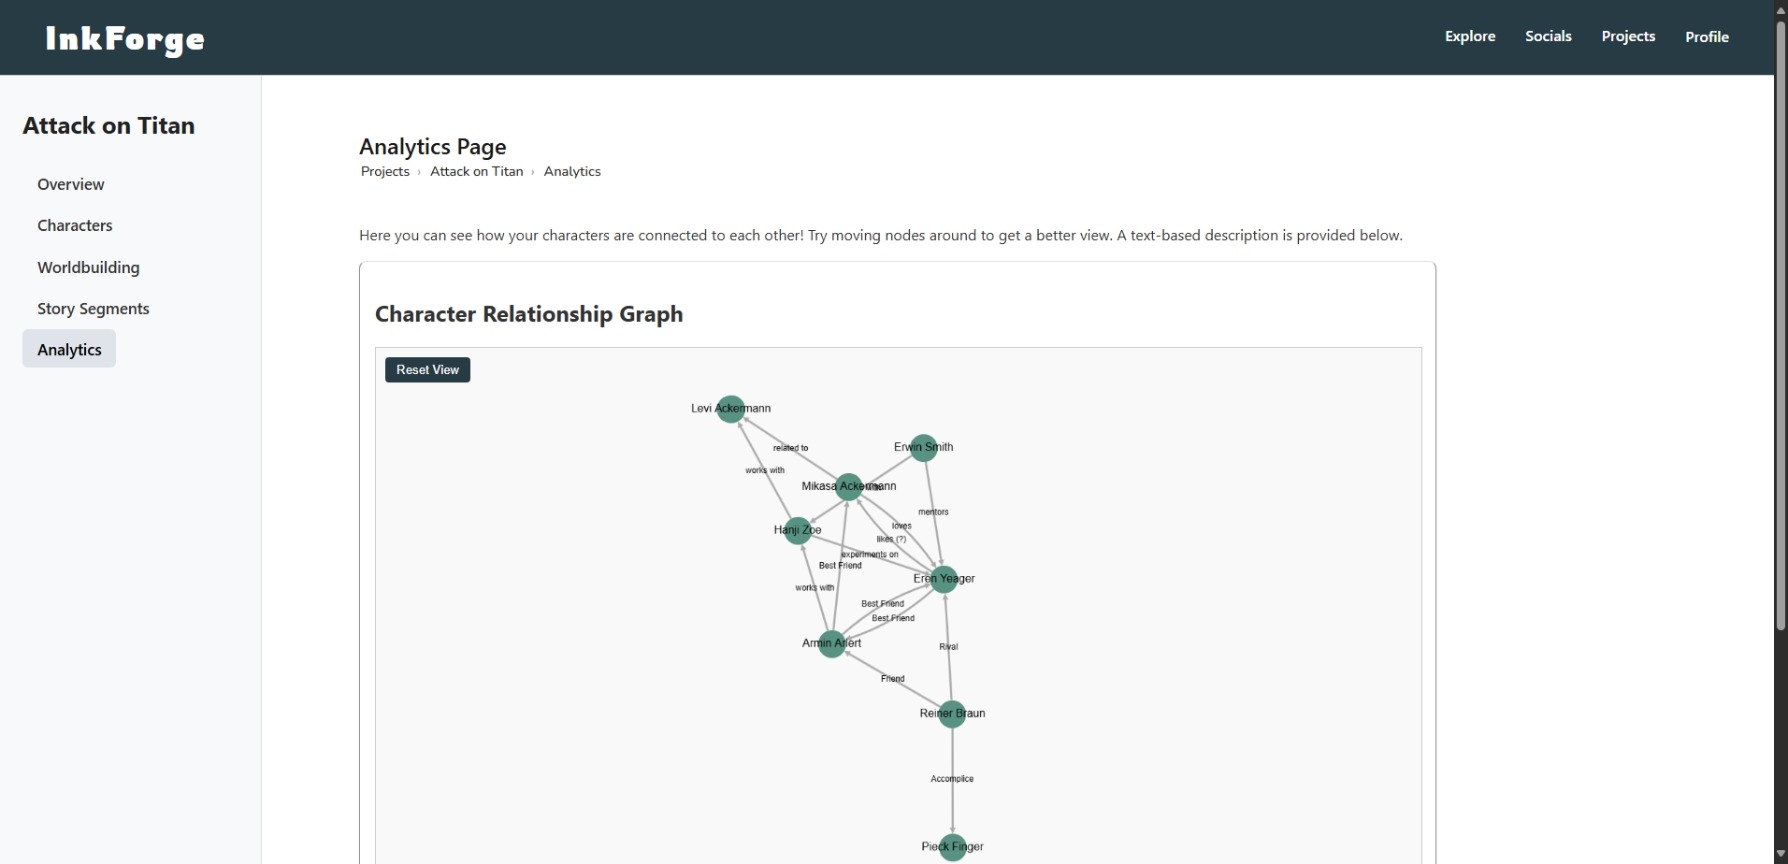 InkForge
Explore
Socials
Projects
Profile
Attack on Titan
Overview
Characters
Worldbuilding
Story Segments
Analytics
Analytics Page
Projects › Attack on Titan › Analytics
Here you can see how your characters are connected to each other! Try moving nodes around to get a better view. A text-based description is provided below.
Character Relationship Graph
Reset View
Levi Ackermann
Erwin Smith
related to
works with
Mikasa Ackermann
mentors
loves
Hanji Zoe
likes (?)
experiments on
Best Friend
Eren Yeager
works with
Best Friend
Best Friend
Armin Arlert
Rival
Friend
Reiner Braun
Accomplice
Pieck Finger